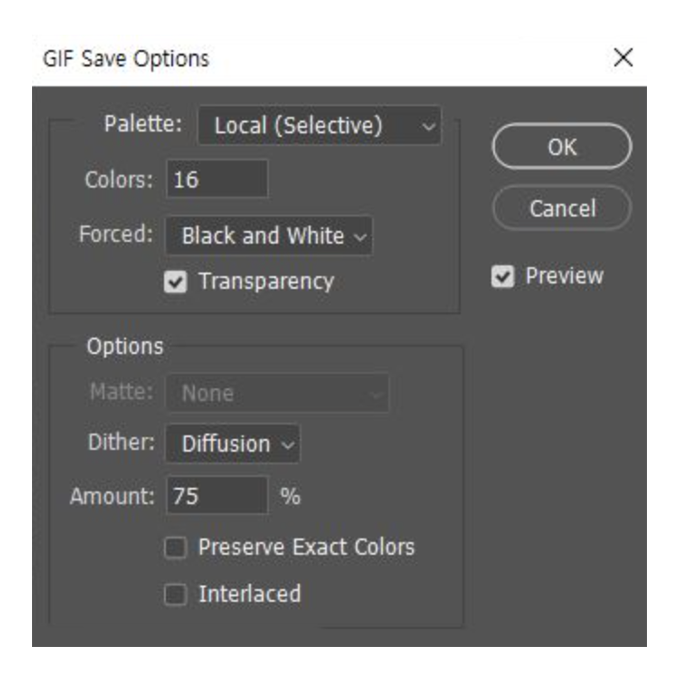 GIF Save Options
Palette: Local (Selective)
Colors: 16
Forced: Black and White
Transparency
OK
Cancel
Preview
Options
Matte: None
Dither: Diffusion
Amount: 75 %
Preserve Exact Colors
Interlaced